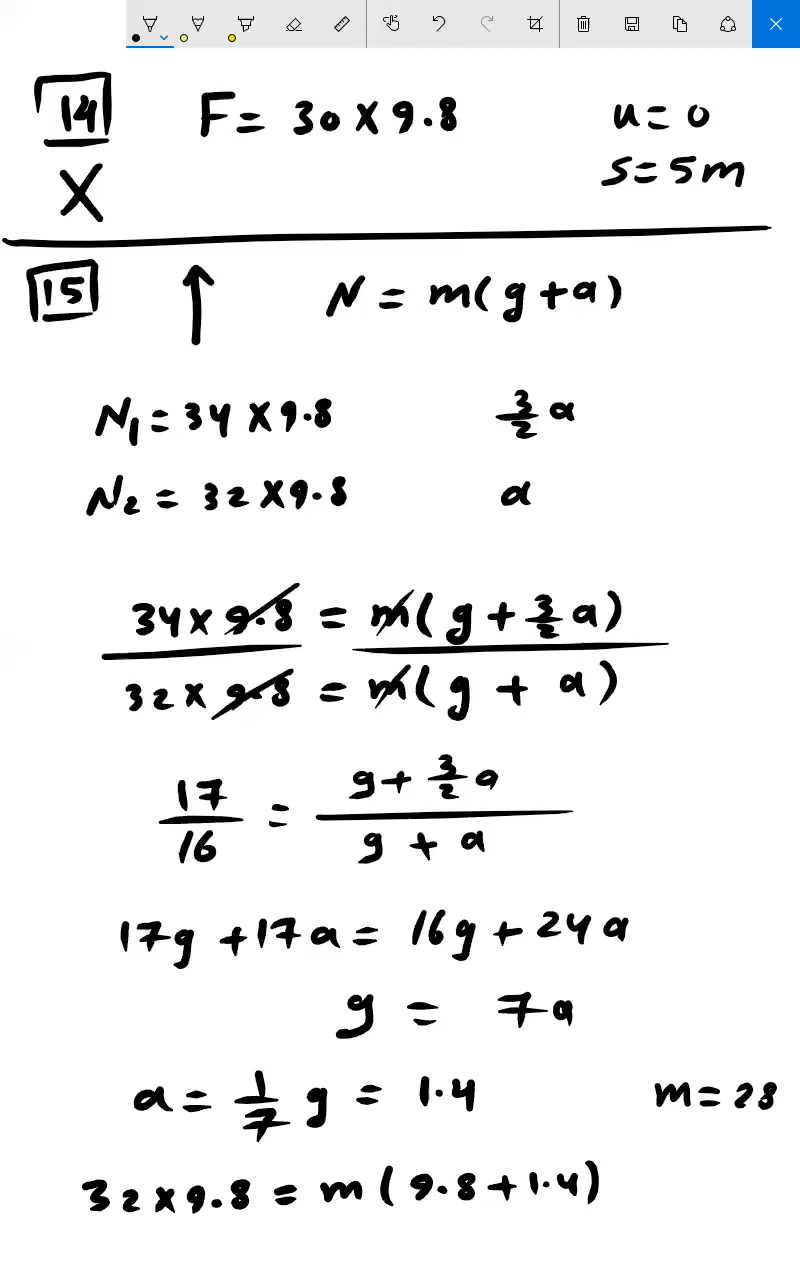 14 F = 30 × 9.8 u = 0
X s = 5m
15 ↑ N = m(g + a)
N₁ = 34 × 9.8 3/2 a
N₂ = 32 × 9.8 a
34 × 9.8 = m(g + 3/2 a)
32 × 9.8 = m(g + a)
17/16 = (g + 3/2 a)/(g + a)
17g + 17a = 16g + 24a
g = 7a
a = 1/7 g = 1.4 m = 28
32 × 9.8 = m(9.8 + 1.4)